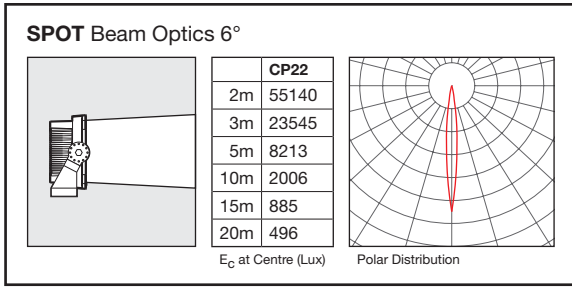 SPOT Beam Optics 6°
CP22
2m 55140
3m 23545
5m 8213
10m 2006
15m 885
20m 496
EC at Centre (Lux)
Polar Distribution